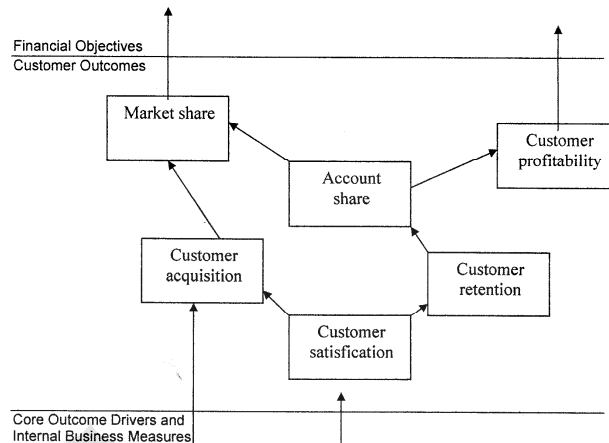 Financial Objectives
Customer Outcomes
Market share
Customer
profitability
Account
share
Customer
acquisition
Customer
retention
Customer
satisfication
Core Outcome Drivers and
Internal Business Measures